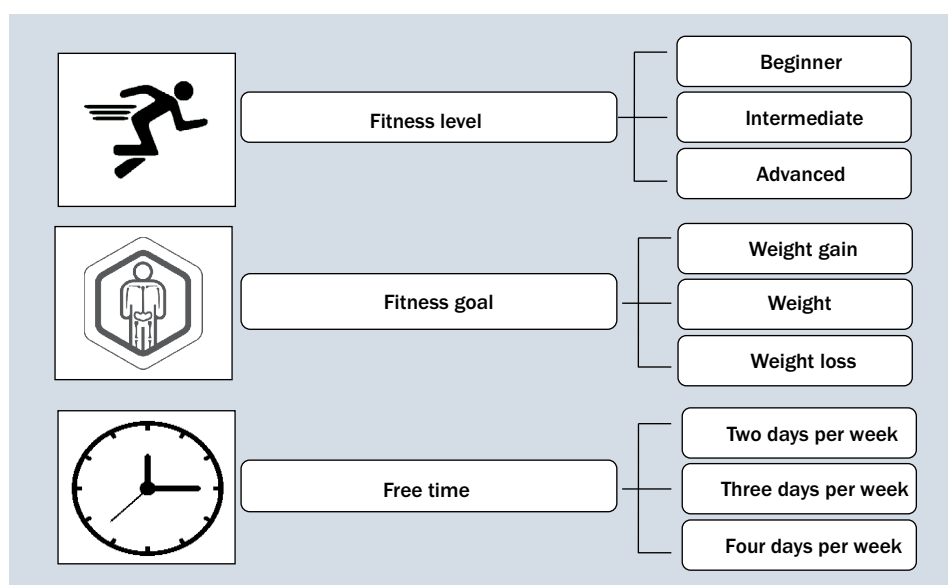 Fitness level
Beginner
Intermediate
Advanced
Fitness goal
Weight gain
Weight
Weight loss
Free time
Two days per week
Three days per week
Four days per week